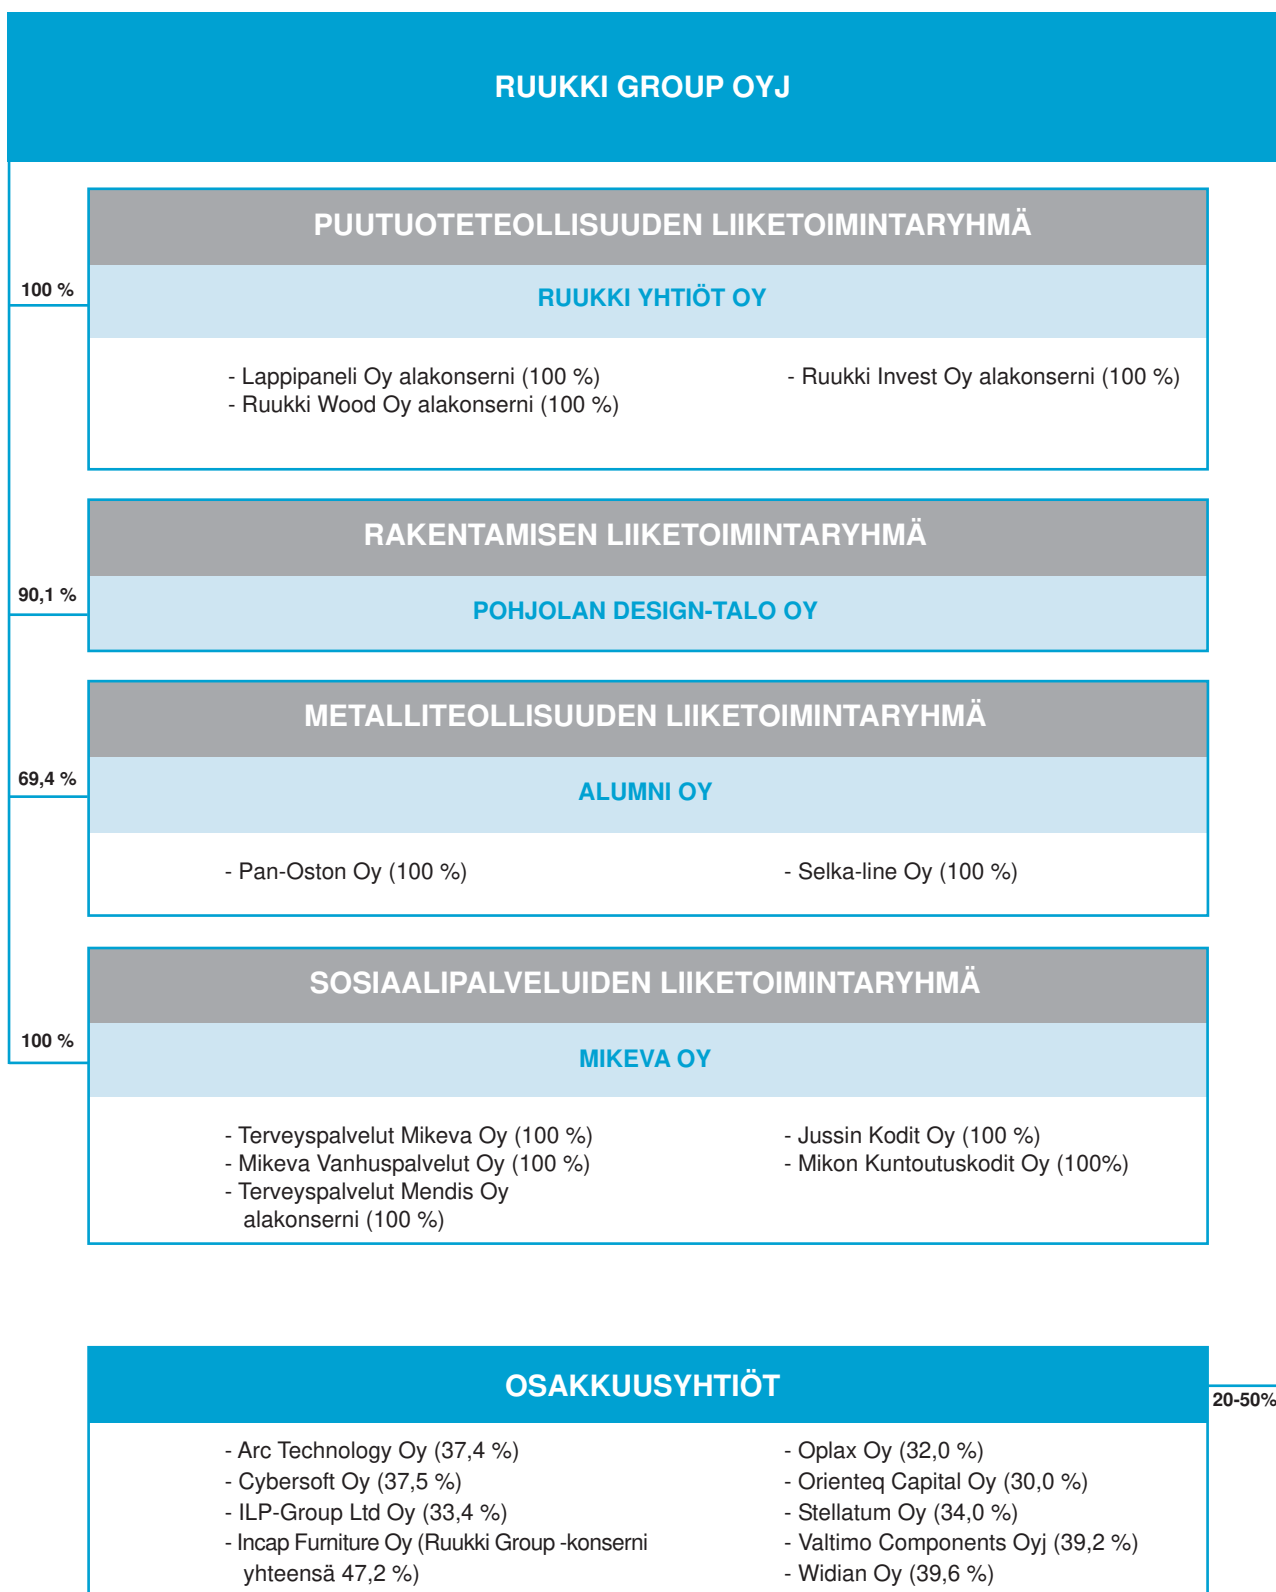 RUUKKI GROUP OYJ
PUUTUOTETEOLLISUUDEN LIIKETOIMINTARYHMÄ
100 %
RUUKKI YHTIÖT OY
- Lappipaneli Oy alakonserni (100 %)
- Ruukki Wood Oy alakonserni (100 %)
- Ruukki Invest Oy alakonserni (100 %)
RAKENTAMISEN LIIKETOIMINTARYHMÄ
90,1 %
POHJOLAN DESIGN-TALO OY
METALLITEOLLISUUDEN LIIKETOIMINTARYHMÄ
69,4 %
ALUMNI OY
- Pan-Oston Oy (100 %)
- Selka-line Oy (100 %)
SOSIAALIPALVELUIDEN LIIKETOIMINTARYHMÄ
100 %
MIKEVA OY
- Terveyspalvelut Mikeva Oy (100 %)
- Mikeva Vanhuspalvelut Oy (100 %)
- Terveyspalvelut Mendis Oy
alakonserni (100 %)
- Jussin Kodit Oy (100 %)
- Mikon Kuntoutuskodit Oy (100%)
OSAKKUUSYHTIÖT
20-50%
- Arc Technology Oy (37,4 %)
- Cybersoft Oy (37,5 %)
- ILP-Group Ltd Oy (33,4 %)
- Incap Furniture Oy (Ruukki Group -konserni
yhteensä 47,2 %)
- Oplax Oy (32,0 %)
- Orienteq Capital Oy (30,0 %)
- Stellatum Oy (34,0 %)
- Valtimo Components Oyj (39,2 %)
- Widian Oy (39,6 %)